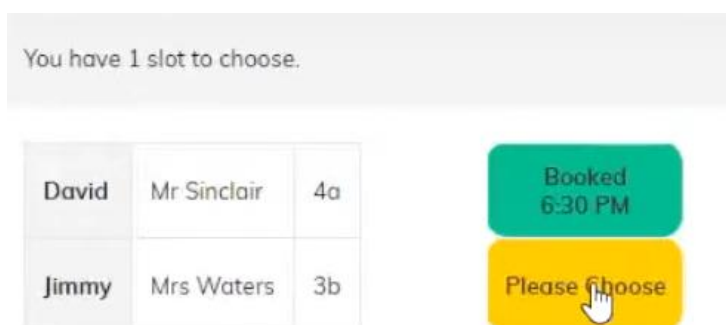 You have 1 slot to choose.
David Mr Sinclair 4a Booked
6:30 PM
Jimmy Mrs Waters 3b Please Choose